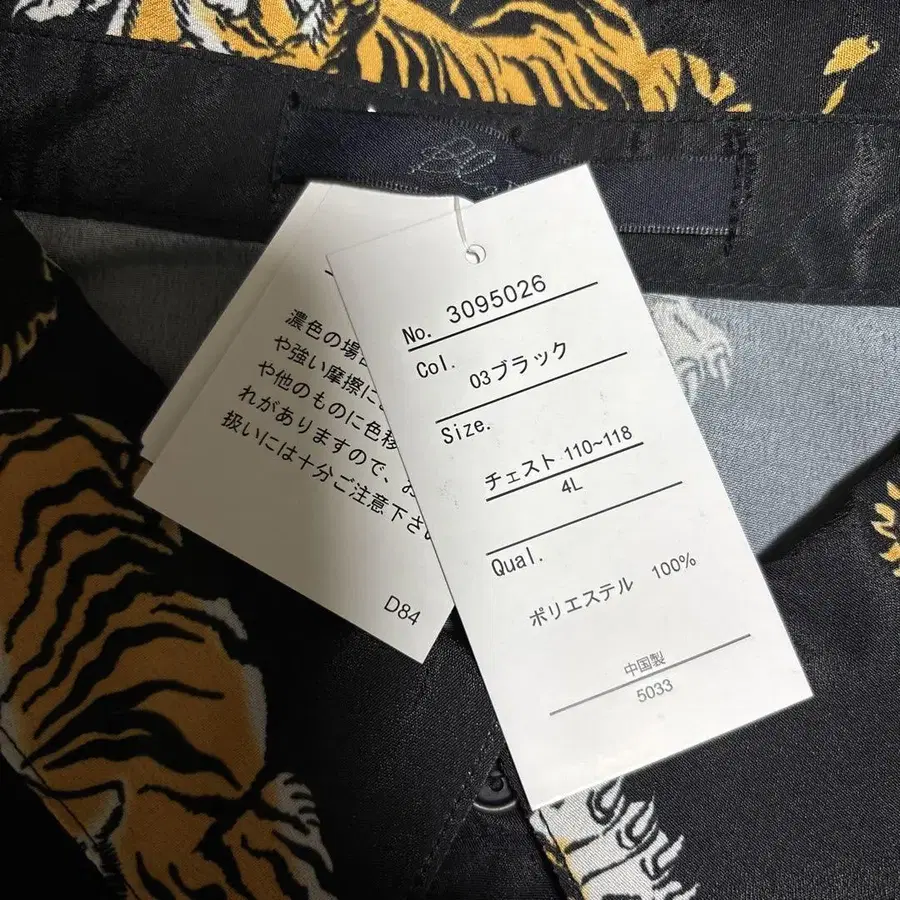 濃色の場
や強い摩擦に
や他のものに色移
れがありますので、お
扱いには十分ご注意下さい
D84
No. 3095026
Col.
03ブラック
Size.
チェスト 110~118
4L
Qual.
ポリエステル 100%
中国製
5033